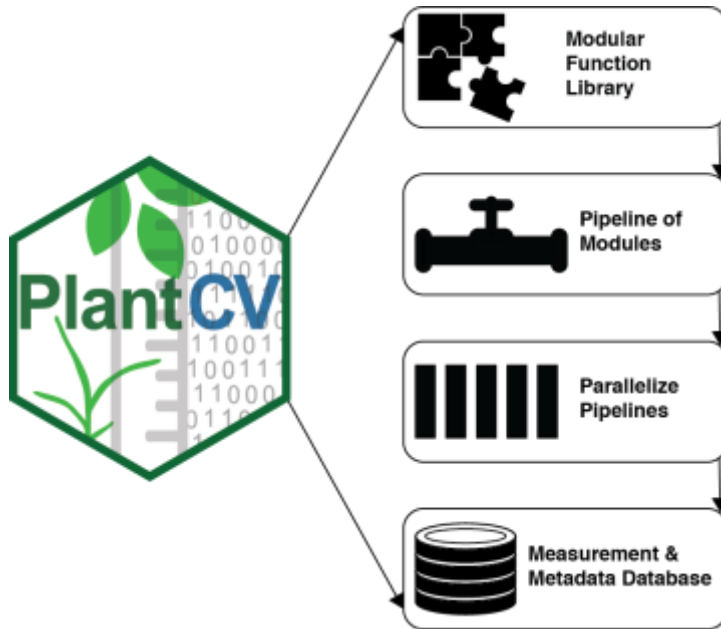 Modular
Function
Library
Pipeline of
Modules
PlantCV
Parallelize
Pipelines
Measurement &
Metadata Database